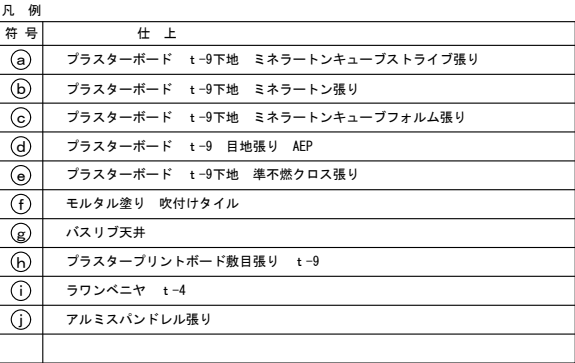 凡　例
符 号　仕　上
ⓐ　プラスターボード　ｔ-9下地　ミネラートンキューブストライブ張り
ⓑ　プラスターボード　ｔ-9下地　ミネラートン張り
ⓒ　プラスターボード　ｔ-9下地　ミネラートンキューブフォルム張り
ⓓ　プラスターボード　ｔ-9　目地張り　AEP
ⓔ　プラスターボード　ｔ-9下地　準不燃クロス張り
ⓕ　モルタル塗り　吹付けタイル
ⓖ　バスリブ天井
ⓗ　プラスタープリントボード敷目張り　ｔ-9
ⓘ　ラワンベニヤ　ｔ-4
ⓙ　アルミスパンドレル張り